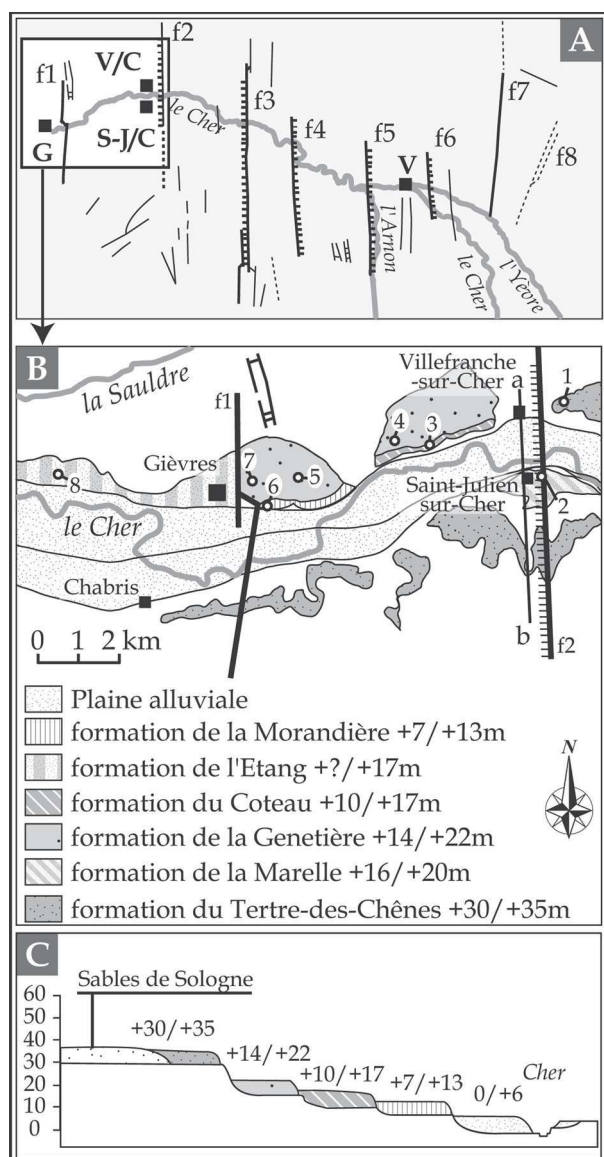 A
f2
f1
V/C
f3
f7
le Cher
S-J/C
G
f4
f5
V
f6
f8
l'Arnon
le Cher
l'Yèvre
B
la Sauldre
Villefranche
-sur-Cher
a
1
f1
4
3
Gièvres
7
5
8
6
Saint-Julien
-sur-Cher
2
le Cher
Chabris
b
0 1 2 km
f2
Plaine alluviale
formation de la Morandière +7/+13m
formation de l'Etang +?/+17m
N
formation du Coteau +10/+17m
formation de la Genetière +14/+22m
formation de la Marelle +16/+20m
formation du Tertre-des-Chênes +30/+35m
C
Sables de Sologne
60
50
+30/+35
40
+14/+22
30
+10/+17
+7/+13
Cher
20
0/+6
10
0